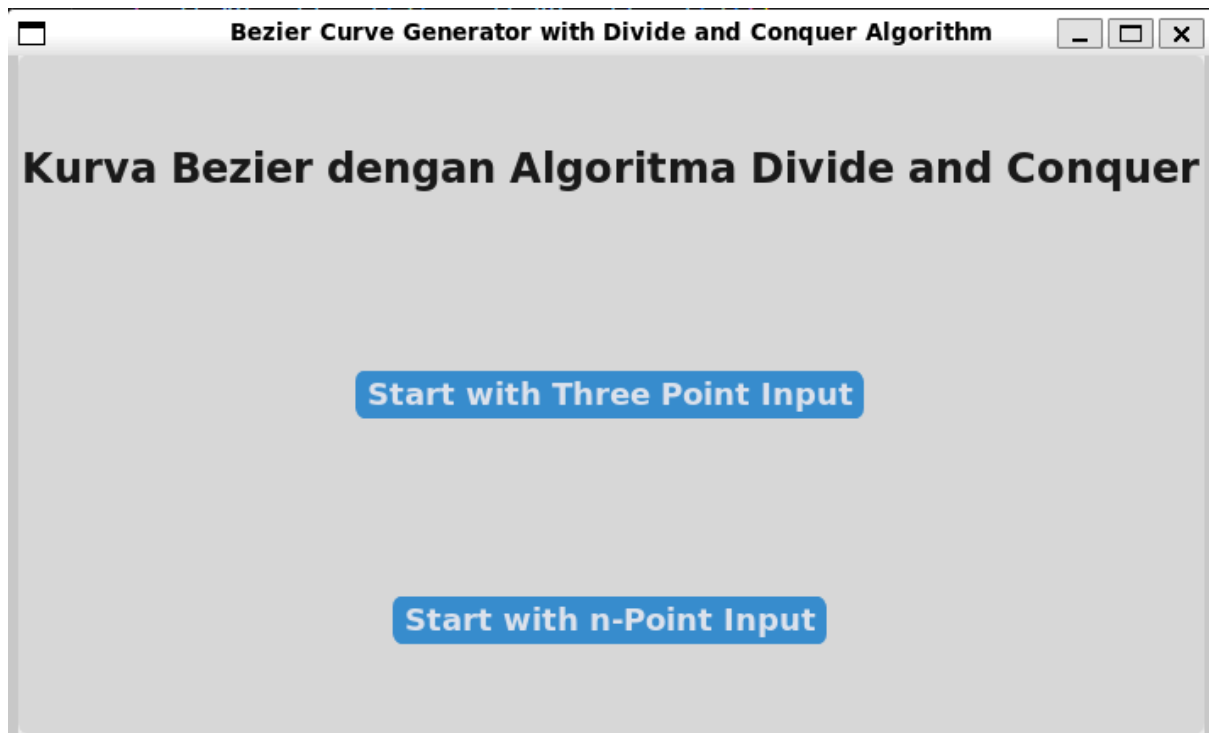 Bezier Curve Generator with Divide and Conquer Algorithm
Kurva Bezier dengan Algoritma Divide and Conquer
Start with Three Point Input
Start with n-Point Input